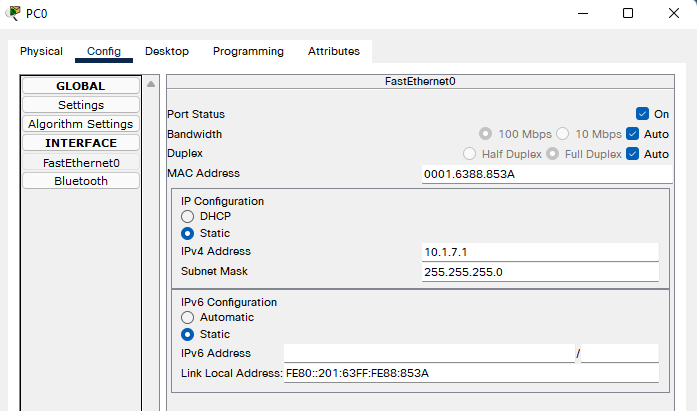 PC0
Physical Config Desktop Programming Attributes
GLOBAL
Settings
Algorithm Settings
INTERFACE
FastEthernet0
Bluetooth
FastEthernet0
Port Status On
Bandwidth 100 Mbps 10 Mbps Auto
Duplex Half Duplex Full Duplex Auto
MAC Address 0001.6388.853A
IP Configuration
DHCP
Static
IPv4 Address 10.1.7.1
Subnet Mask 255.255.255.0
IPv6 Configuration
Automatic
Static
IPv6 Address /
Link Local Address: FE80::201:63FF:FE88:853A